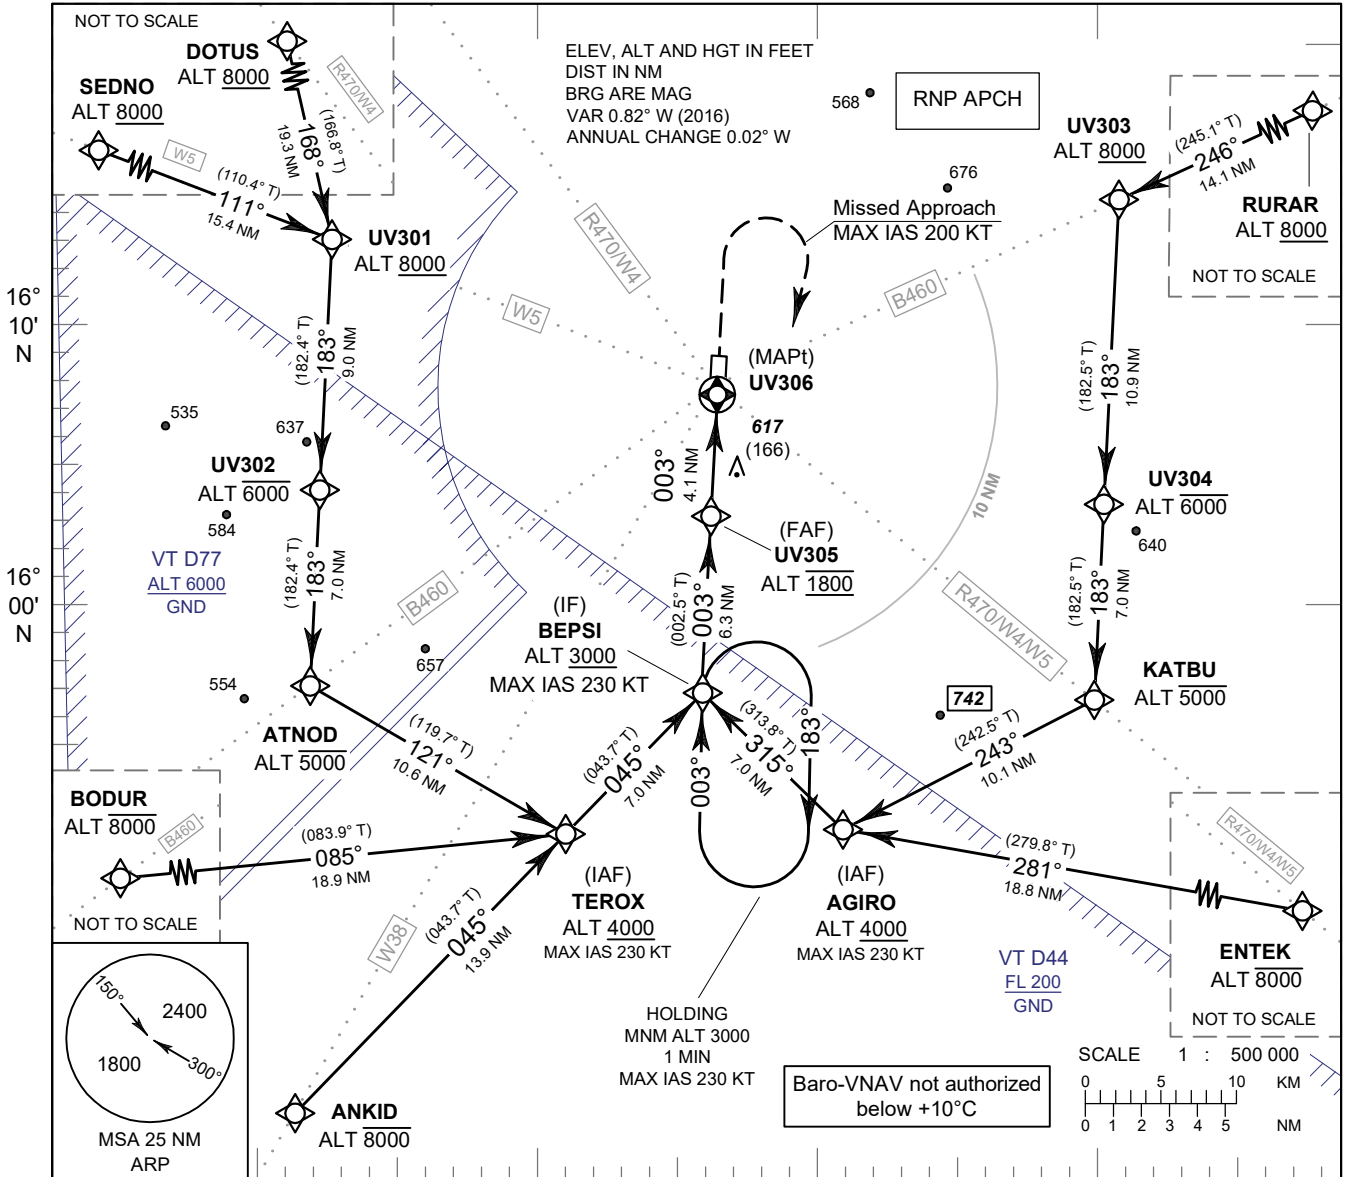 NOT TO SCALE
DOTUS
ALT 8000
SEDNO
ALT 8000
R470/W4
W5
(166.8° T)
168°
19.3 NM
(110.4° T)
111°
15.4 NM
UV301
ALT 8000
ELEV, ALT AND HGT IN FEET
DIST IN NM
BRG ARE MAG
VAR 0.82° W (2016)
ANNUAL CHANGE 0.02° W
568
RNP APCH
676
Missed Approach
MAX IAS 200 KT
UV303
ALT 8000
(245.1° T)
246°
14.1 NM
RURAR
ALT 8000
NOT TO SCALE
R470/W4
W5
B460
16°
10'
N
(182.4° T)
183°
9.0 NM
(MAPt)
UV306
617
(166)
003°
4.1 NM
(182.5° T)
183°
10.9 NM
10 NM
535
637
UV302
ALT 6000
584
VT D77
ALT 6000
GND
(182.4° T)
183°
7.0 NM
B460
(FAF)
UV305
ALT 1800
UV304
ALT 6000
640
(182.5° T)
183°
7.0 NM
R470/W4/W5
16°
00'
N
(IF)
BEPSI
ALT 3000
MAX IAS 230 KT
(002.5° T)
003°
6.3 NM
657
554
ATNOD
ALT 5000
(119.7° T)
121°
10.6 NM
(043.7° T)
045°
7.0 NM
003°
183°
(313.8° T)
315°
7.0 NM
742
KATBU
ALT 5000
(242.5° T)
243°
10.1 NM
BODUR
ALT 8000
B460
(083.9° T)
085°
18.9 NM
NOT TO SCALE
(IAF)
TEROX
ALT 4000
MAX IAS 230 KT
(IAF)
AGIRO
ALT 4000
MAX IAS 230 KT
(279.8° T)
281°
18.8 NM
R470/W4/W5
ENTEK
ALT 8000
NOT TO SCALE
W38
(043.7° T)
045°
13.9 NM
VT D44
FL 200
GND
150°
2400
1800
300°
MSA 25 NM
ARP
ANKID
ALT 8000
HOLDING
MNM ALT 3000
1 MIN
MAX IAS 230 KT
Baro-VNAV not authorized
below +10°C
SCALE 1 : 500 000
0 5 10 KM
0 1 2 3 4 5 NM